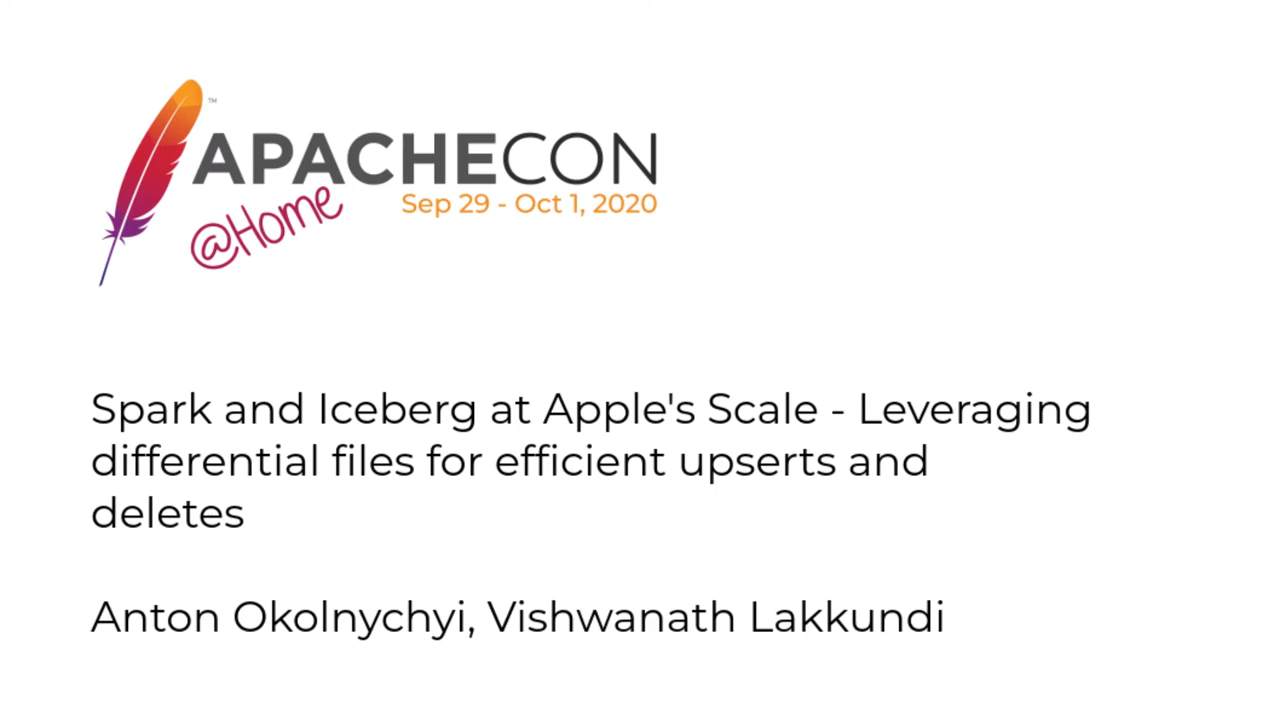 APACHECON
™
@Home
Sep 29 - Oct 1, 2020
Spark and Iceberg at Apple's Scale - Leveraging
differential files for efficient upserts and
deletes
Anton Okolnychyi, Vishwanath Lakkundi